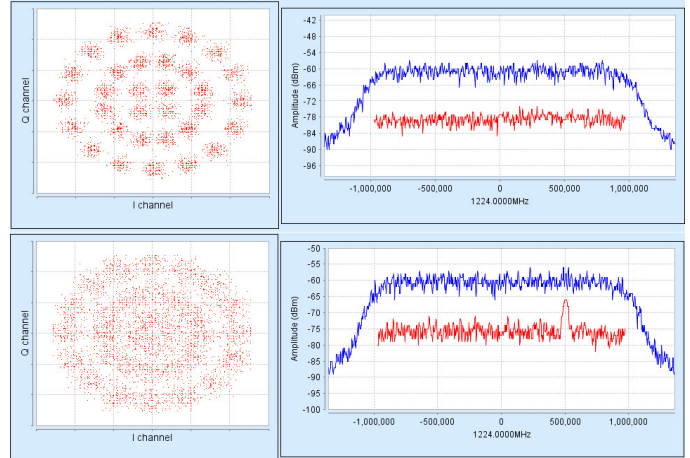 Q channel
I channel
Amplitude (dBm)
-42
-48
-54
-60
-66
-72
-78
-84
-90
-96
-1,000,000 -500,000 0 500,000 1,000,000
1224.0000MHz
Q channel
I channel
Amplitude (dBm)
-50
-55
-60
-65
-70
-75
-80
-85
-90
-95
-100
-1,000,000 -500,000 0 500,000 1,000,000
1224.0000MHz